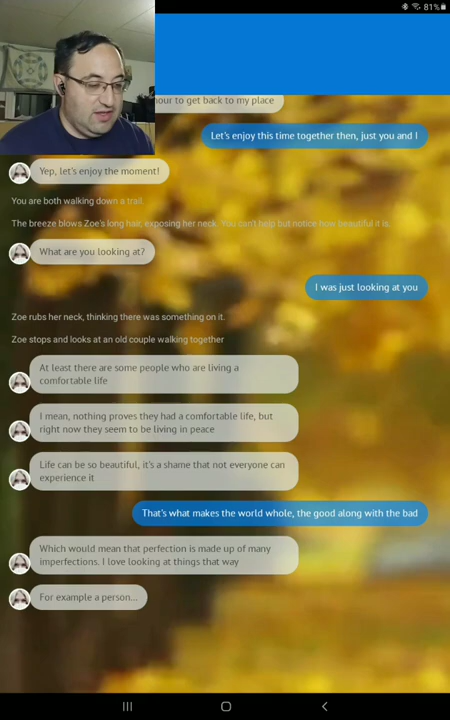 81%
hour to get back to my place
Let's enjoy this time together then, just you and I
Yep, let's enjoy the moment!
You are both walking down a trail.
The breeze blows Zoe's long hair, exposing her neck. You can't help but notice how beautiful it is.
What are you looking at?
I was just looking at you
Zoe rubs her neck, thinking there was something on it.
Zoe stops and looks at an old couple walking together
At least there are some people who are living a
comfortable life
I mean, nothing proves they had a comfortable life, but
right now they seem to be living in peace
Life can be so beautiful, it's a shame that not everyone can
experience it
That's what makes the world whole, the good along with the bad
Which would mean that perfection is made up of many
imperfections. I love looking at things that way
For example a person...